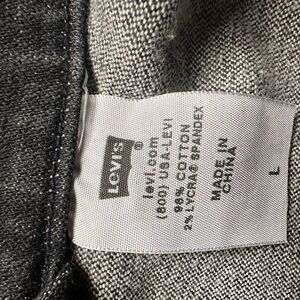 Levi's ®
levi.com
(800) USA-LEVI
98% COTTON
2% LYCRA® SPANDEX
MADE IN
CHINA
L